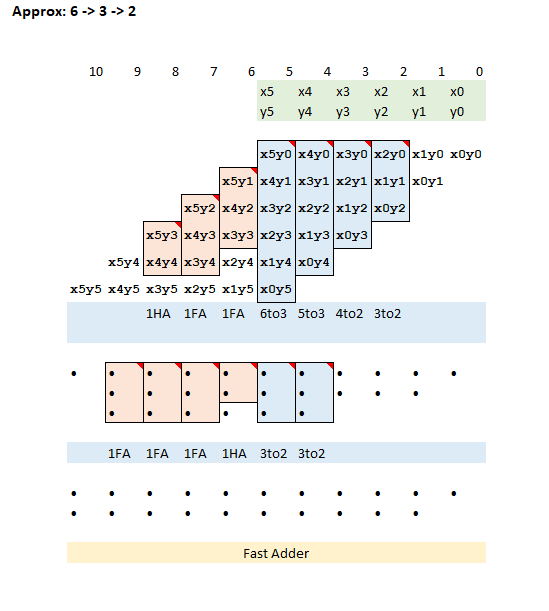 Approx: 6 -> 3 -> 2
10 9 8 7 6 5 4 3 2 1 0
x5 x4 x3 x2 x1 x0
y5 y4 y3 y2 y1 y0
x5y0 x4y0 x3y0 x2y0 x1y0 x0y0
x5y1 x4y1 x3y1 x2y1 x1y1 x0y1
x5y2 x4y2 x3y2 x2y2 x1y2 x0y2
x5y3 x4y3 x3y3 x2y3 x1y3 x0y3
x5y4 x4y4 x3y4 x2y4 x1y4 x0y4
x5y5 x4y5 x3y5 x2y5 x1y5 x0y5
1HA 1FA 1FA 6to3 5to3 4to2 3to2
1FA 1FA 1FA 1HA 3to2 3to2
Fast Adder